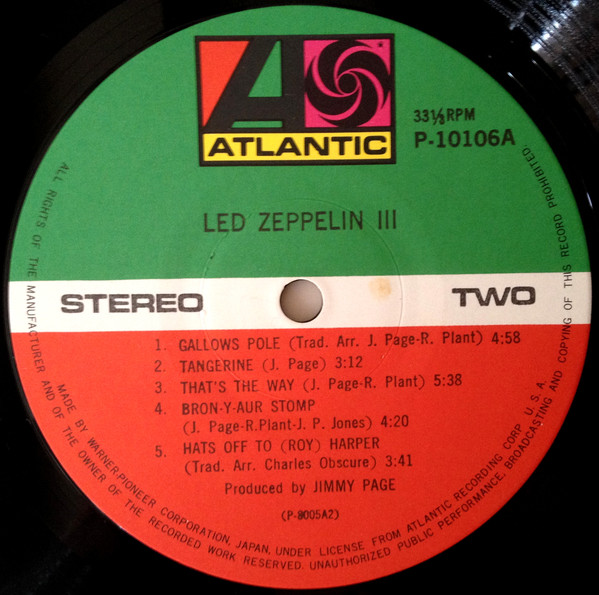 ATLANTIC
33 1/3 RPM
P-10106A
LED ZEPPELIN III
STEREO
TWO
1. GALLOWS POLE (Trad. Arr. J. Page-R. Plant) 4:58
2. TANGERINE (J. Page) 3:12
3. THAT'S THE WAY (J. Page-R. Plant) 5:38
4. BRON-Y-AUR STOMP
(J. Page-R.Plant-J. P. Jones) 4:20
5. HATS OFF TO (ROY) HARPER
(Trad. Arr. Charles Obscure) 3:41
Produced by JIMMY PAGE
(P-8005A2)
ALL RIGHTS OF THE MANUFACTURER AND OF THE OWNER OF THE RECORDED WORK RESERVED. UNAUTHORIZED PUBLIC PERFORMANCE, BROADCASTING AND COPYING OF THIS RECORD PROHIBITED.
MADE BY WARNER-PIONEER CORPORATION, JAPAN, UNDER LICENSE FROM ATLANTIC RECORDING CORP. U.S.A.